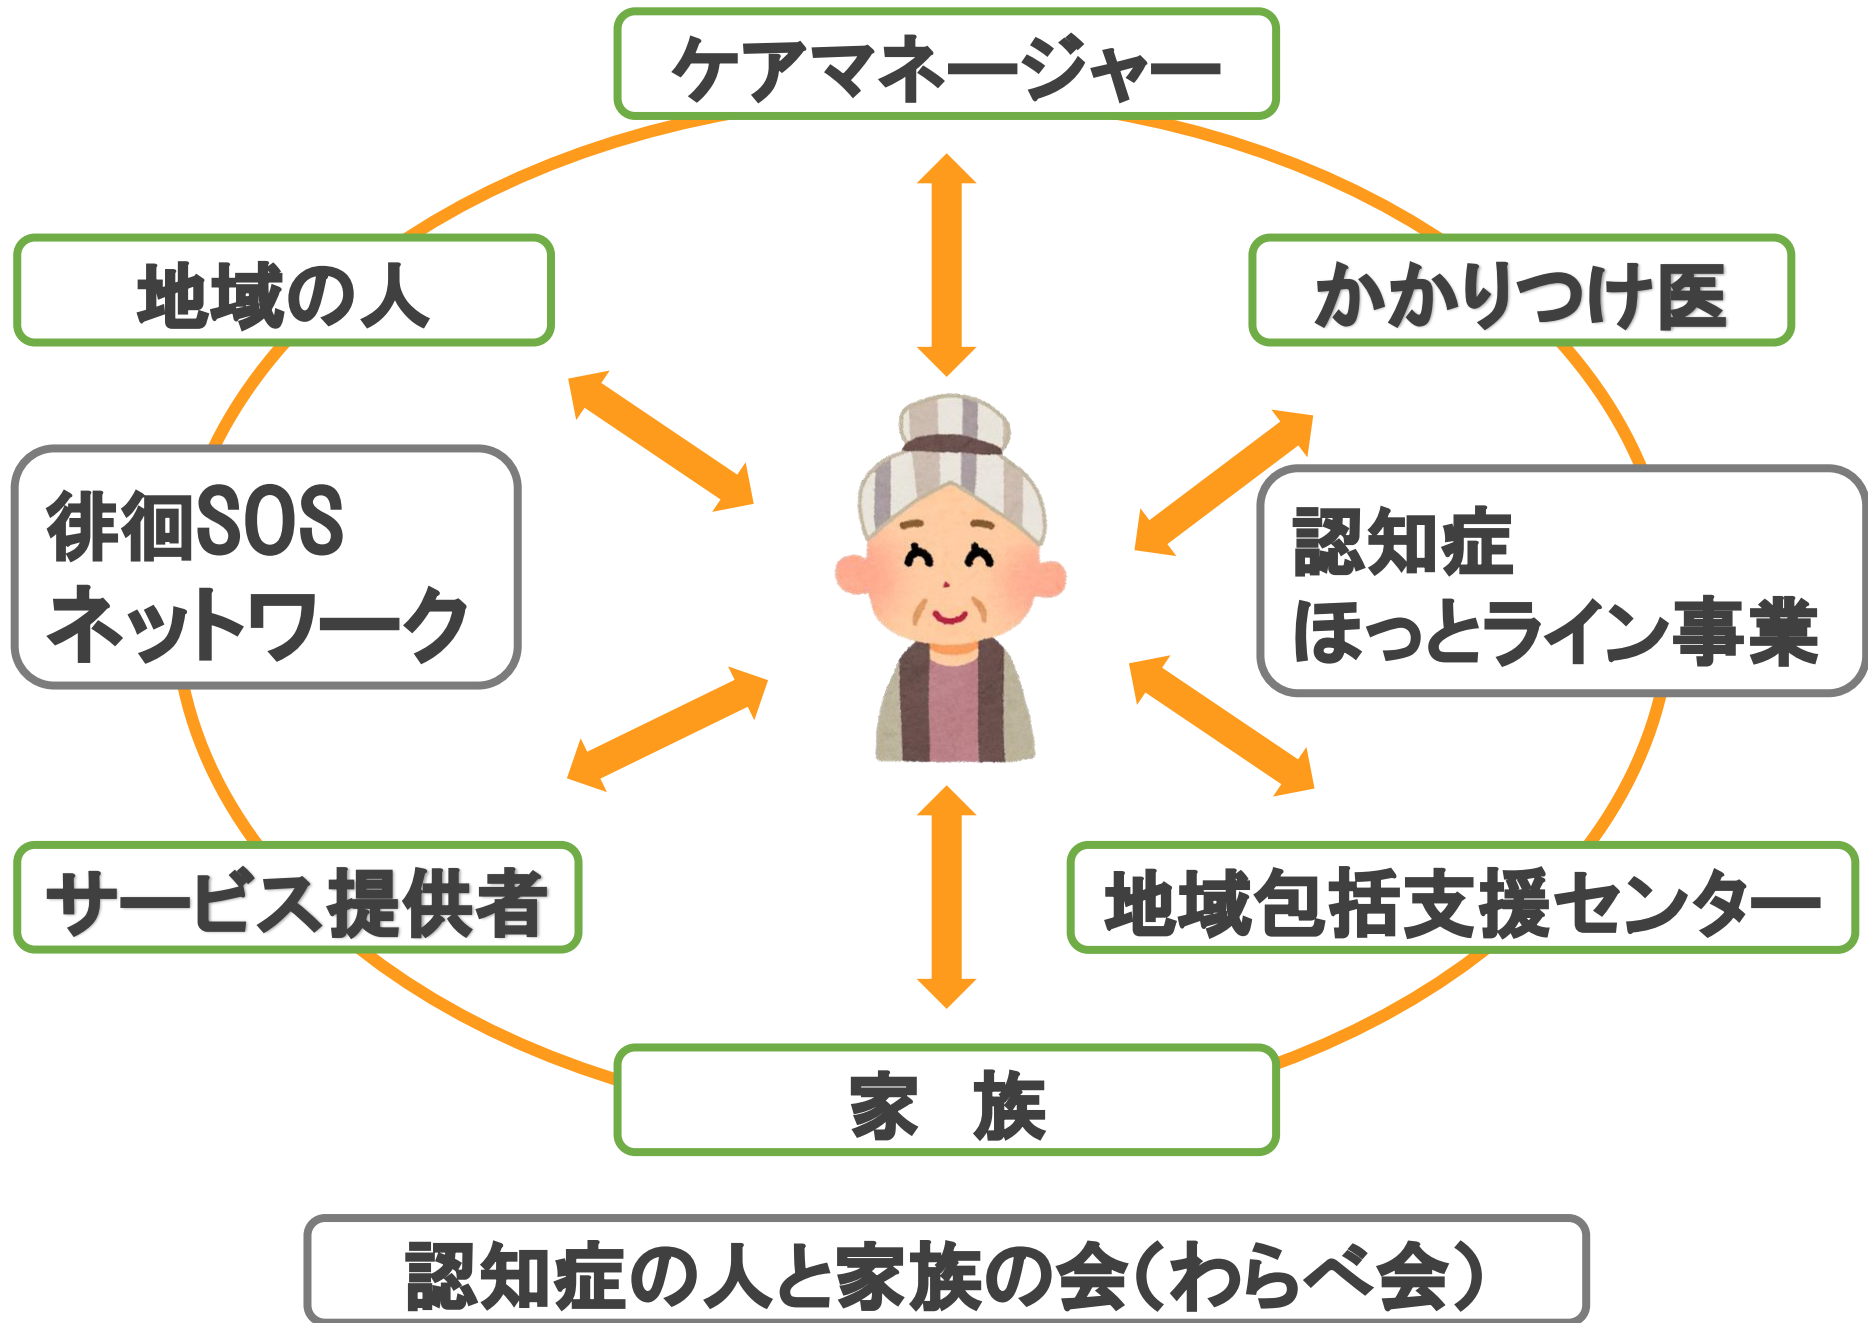 ケアマネージャー
地域の人
かかりつけ医
徘徊SOS
ネットワーク
認知症
ほっとライン事業
サービス提供者
地域包括支援センター
家　族
認知症の人と家族の会（わらべ会）